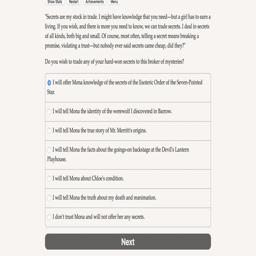 Show Stats Restart Achievements Menu
"Secrets are my stock in trade. I might have knowledge that you need—but a girl has to earn a
living. If you wish, and there is more you need to know, we can trade secrets. I deal in secrets
of all kinds, both big and small. Of course, most often, telling a secret means breaking a
promise, violating a trust—but nobody ever said secrets came cheap, did they?"
Do you wish to trade any of your hard-won secrets to this broker of mysteries?
I will offer Mona knowledge of the secrets of the Esoteric Order of the Seven-Pointed
Star.
I will tell Mona the identity of the werewolf I discovered in Barrow.
I will tell Mona the true story of Mr. Merritt's origins.
I will tell Mona the facts about the goings-on backstage at the Devil's Lantern
Playhouse.
I will tell Mona about Chloe's condition.
I will tell Mona the truth about my death and reanimation.
I don't trust Mona and will not offer her any secrets.
Next